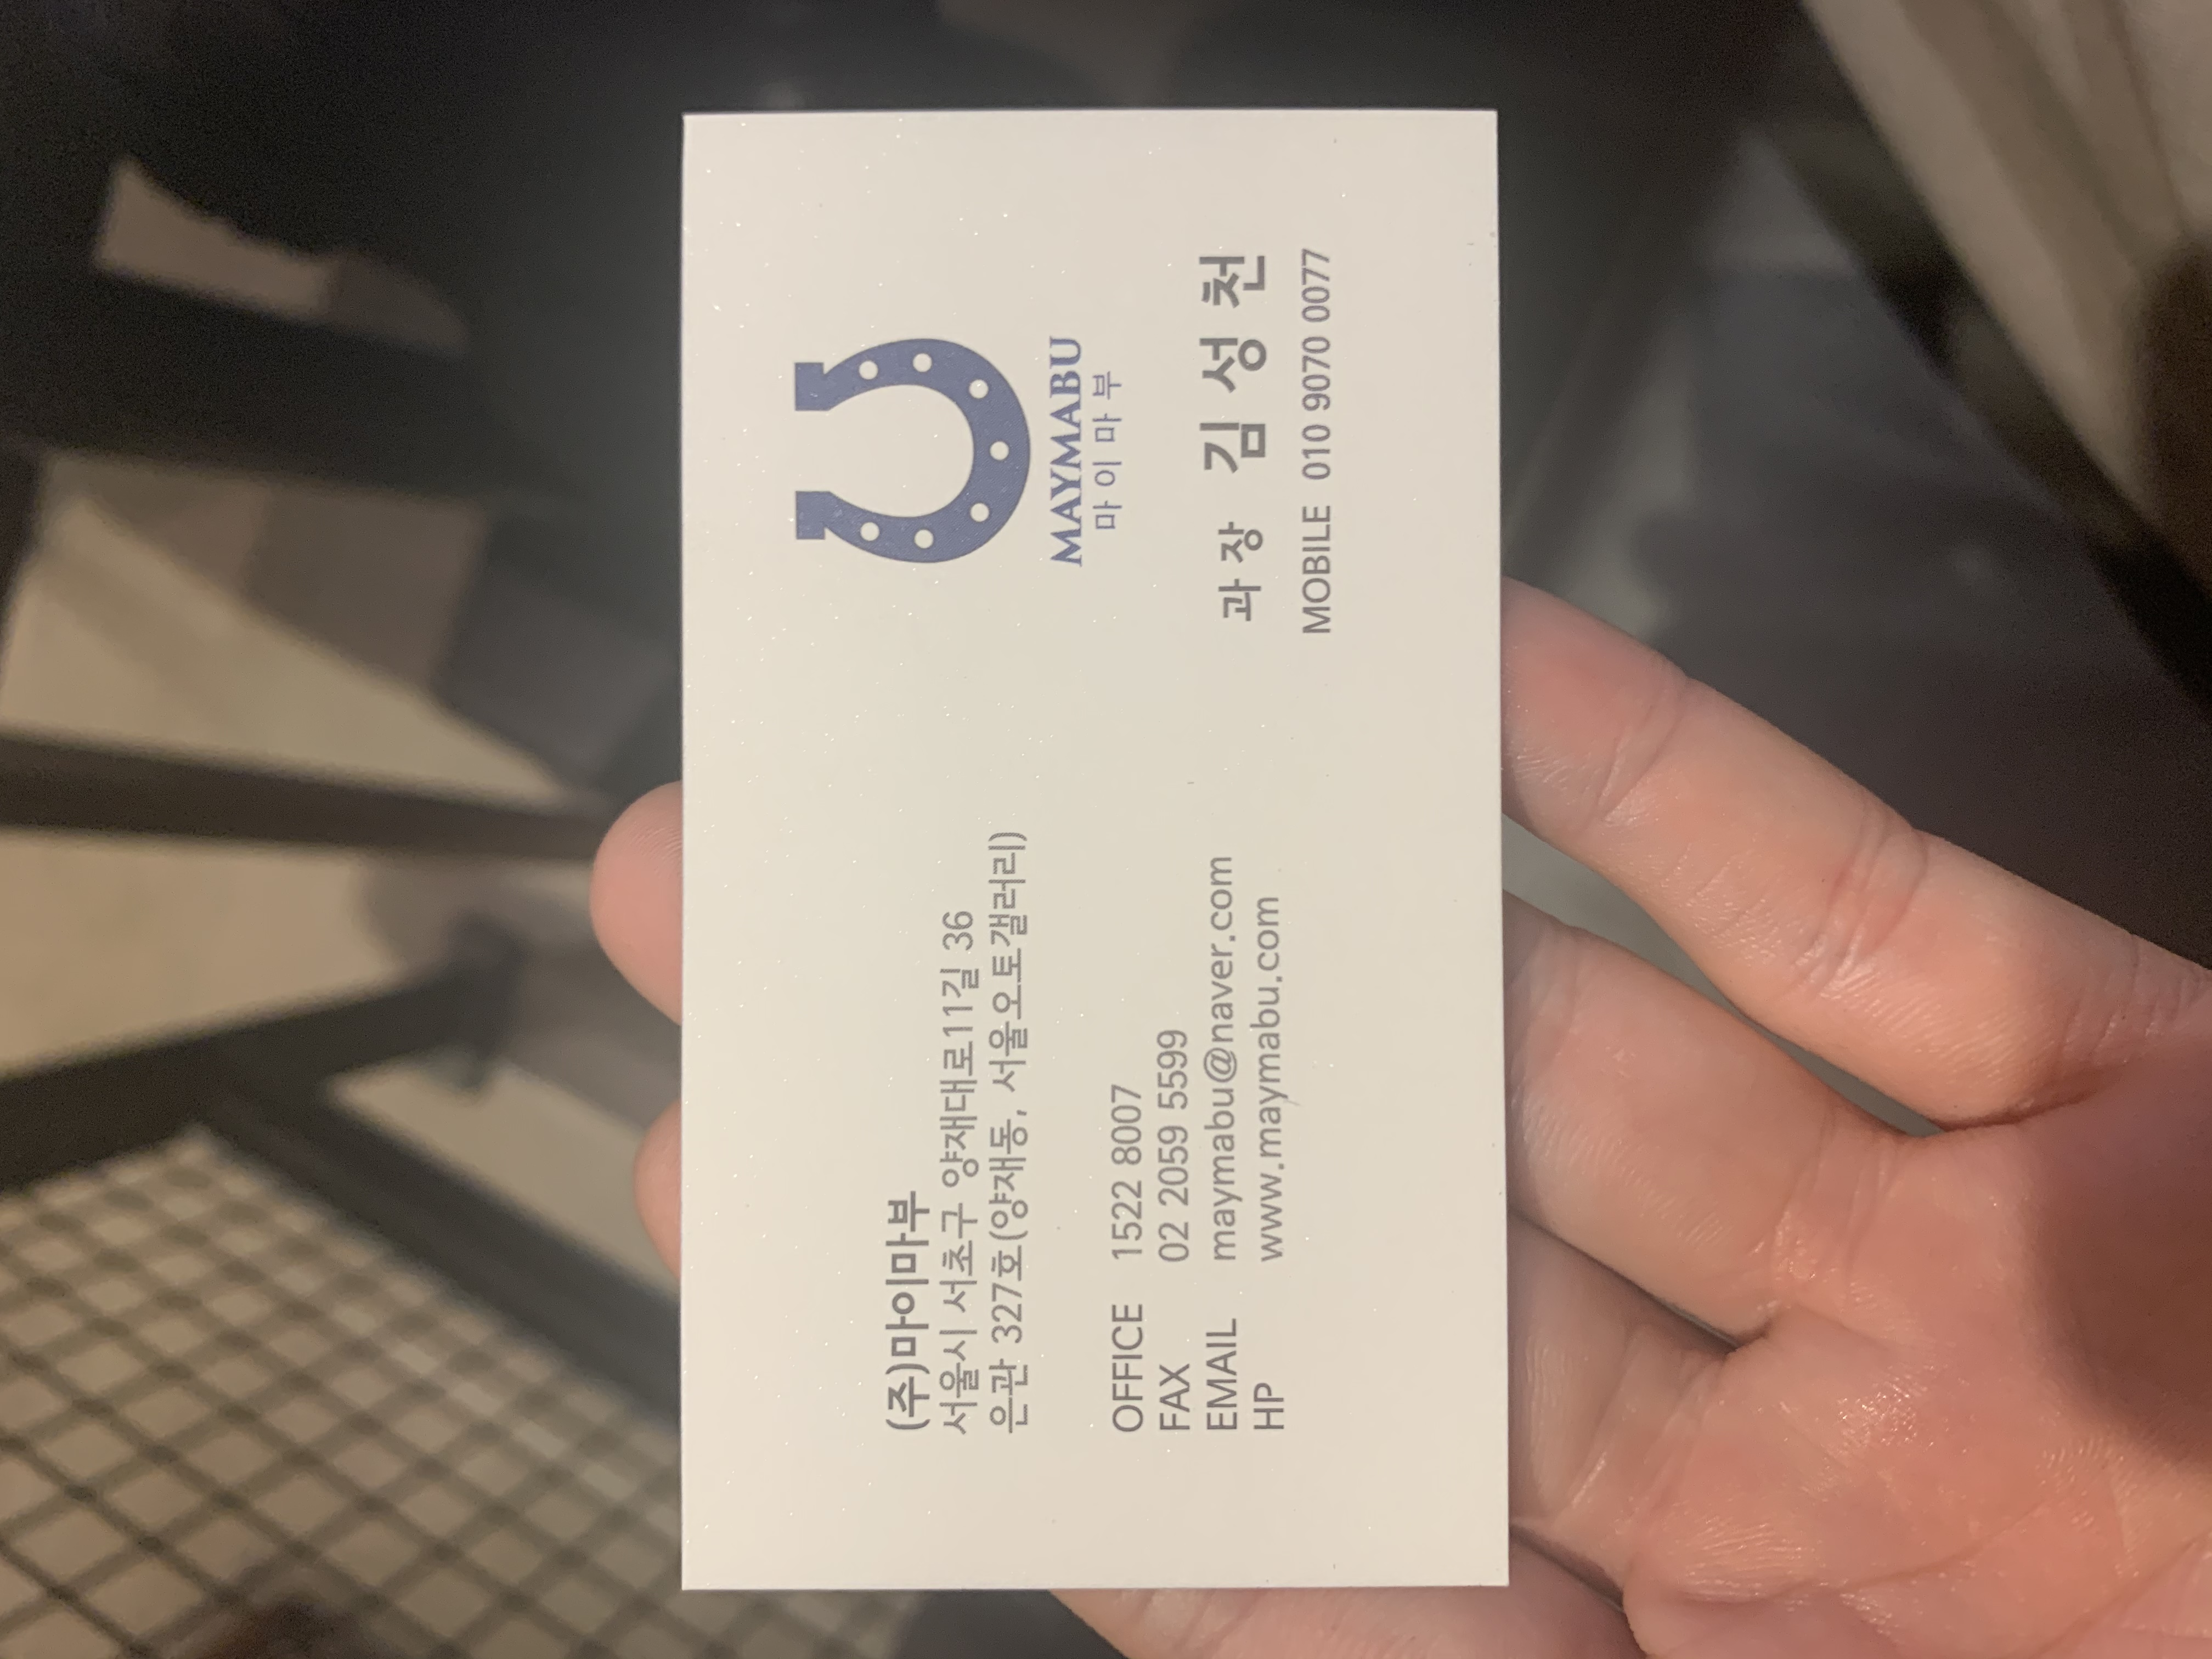 MAYMABU
마이마부
과장 김성천
MOBILE 010 9070 0077
(주)마이마부
서울시 서초구 양재대로11길 36
은관 327호(양재동, 서울오토갤러리)
OFFICE 1522 8007
FAX 02 2059 5599
EMAIL maymabu@naver.com
HP www.maymabu.com